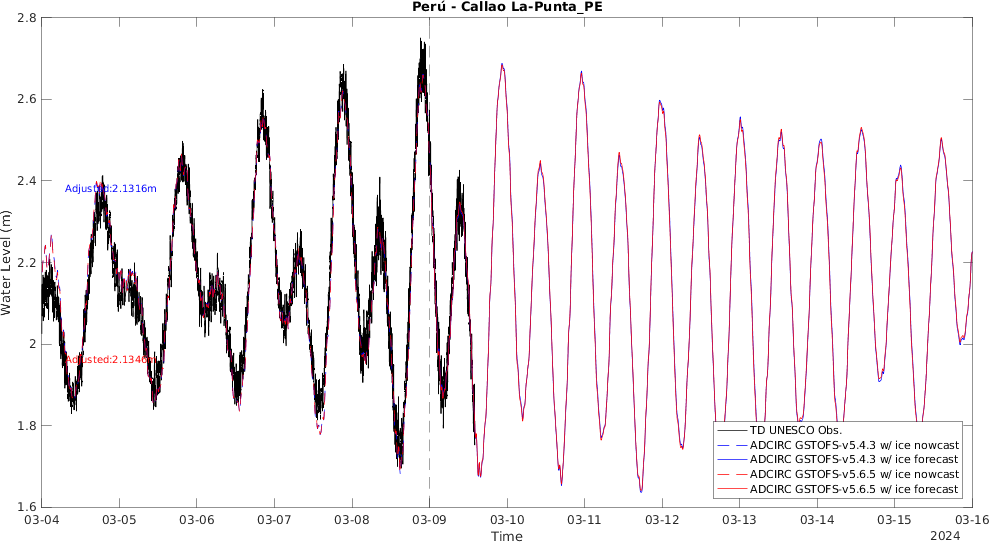 Perú - Callao La-Punta_PE
2.8
2.6
2.4
2.2
2
1.8
1.6
Water Level (m)
Adjusted:2.1316m
Adjusted:2.1346m
TD UNESCO Obs.
ADCIRC GSTOFS-v5.4.3 w/ ice nowcast
ADCIRC GSTOFS-v5.4.3 w/ ice forecast
ADCIRC GSTOFS-v5.6.5 w/ ice nowcast
ADCIRC GSTOFS-v5.6.5 w/ ice forecast
03-04 03-05 03-06 03-07 03-08 03-09 03-10 03-11 03-12 03-13 03-14 03-15 03-16
Time
2024